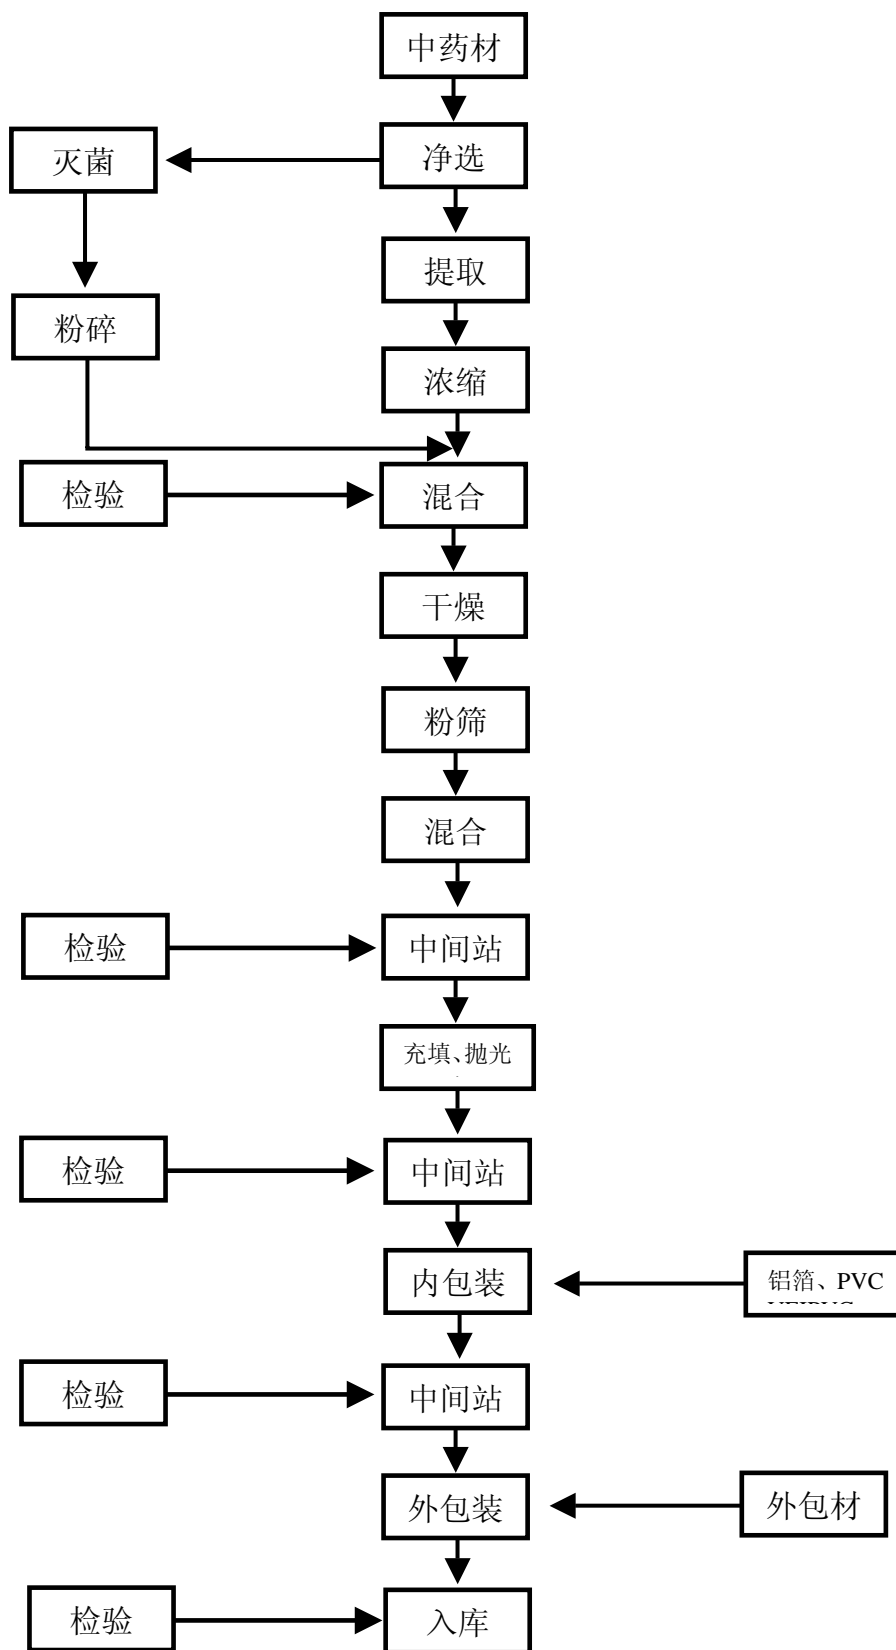 中药材
灭菌
净选
提取
粉碎
浓缩
检验
混合
干燥
粉筛
混合
检验
中间站
充填、抛光
检验
中间站
内包装
铝箔、PVC
检验
中间站
外包装
外包材
检验
入库